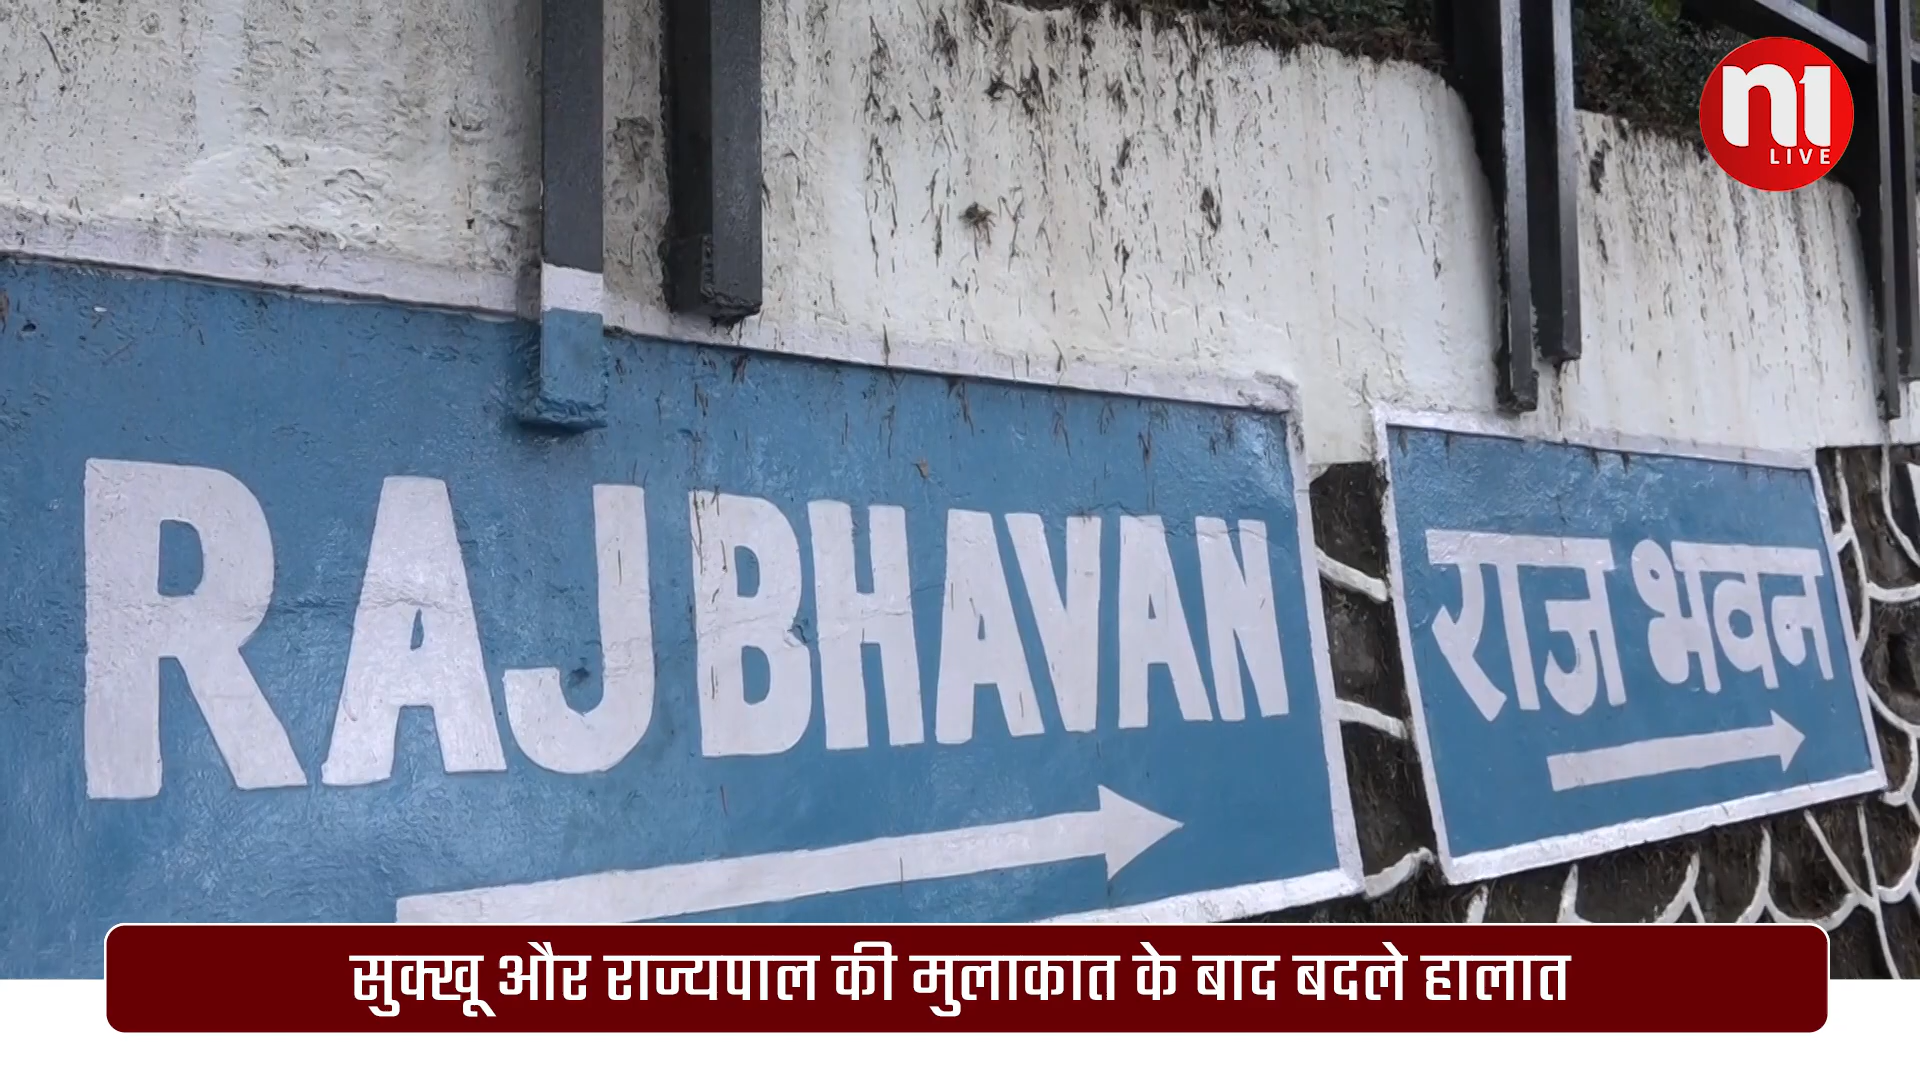 n1
LIVE
RAJ BHAVAN
राज भवन
सुक्खू और राज्यपाल की मुलाकात के बाद बदले हालात